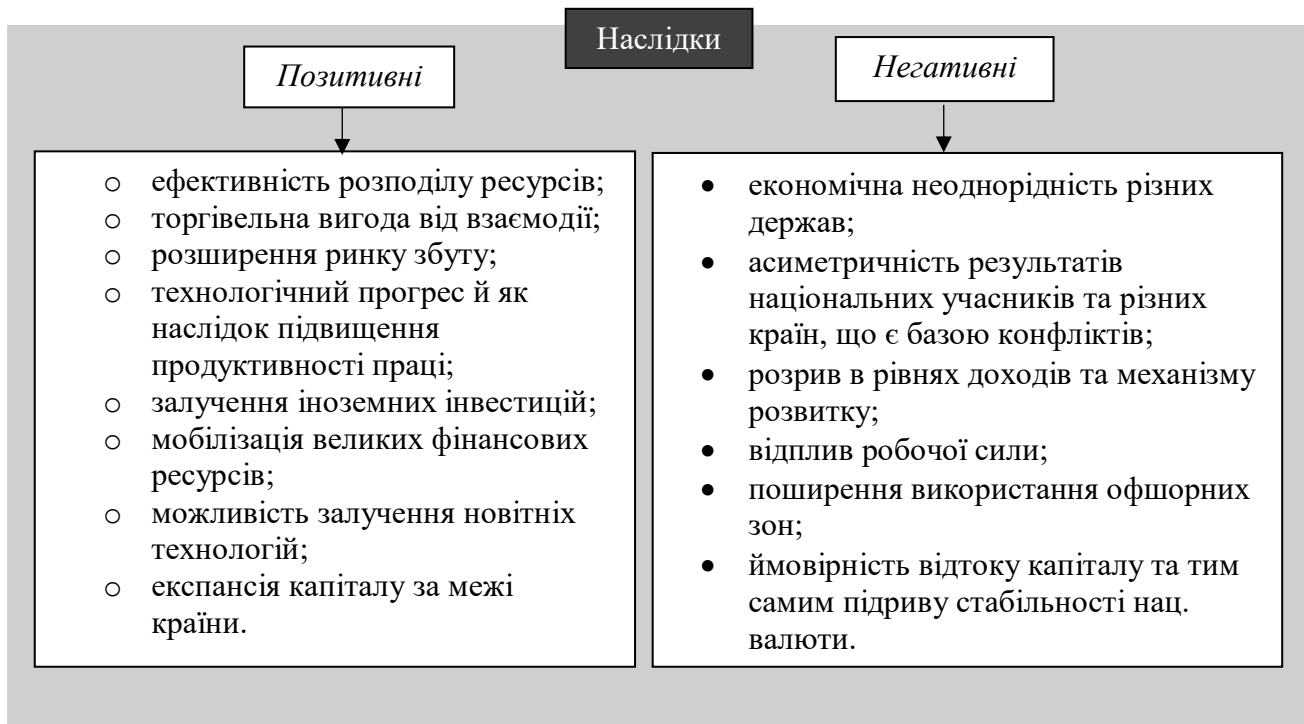 Наслідки
Позитивні
Негативні
o ефективність розподілу ресурсів;
o торгівельна вигода від взаємодії;
o розширення ринку збуту;
o технологічний прогрес й як
наслідок підвищення
продуктивності праці;
o залучення іноземних інвестицій;
o мобілізація великих фінансових
ресурсів;
o можливість залучення новітніх
технологій;
o експансія капіталу за межі
країни.
• економічна неоднорідність різних
держав;
• асиметричність результатів
національних учасників та різних
країн, що є базою конфліктів;
• розрив в рівнях доходів та механізму
розвитку;
• відплив робочої сили;
• поширення використання офшорних
зон;
• ймовірність відтоку капіталу та тим
самим підриву стабільності нац.
валюти.